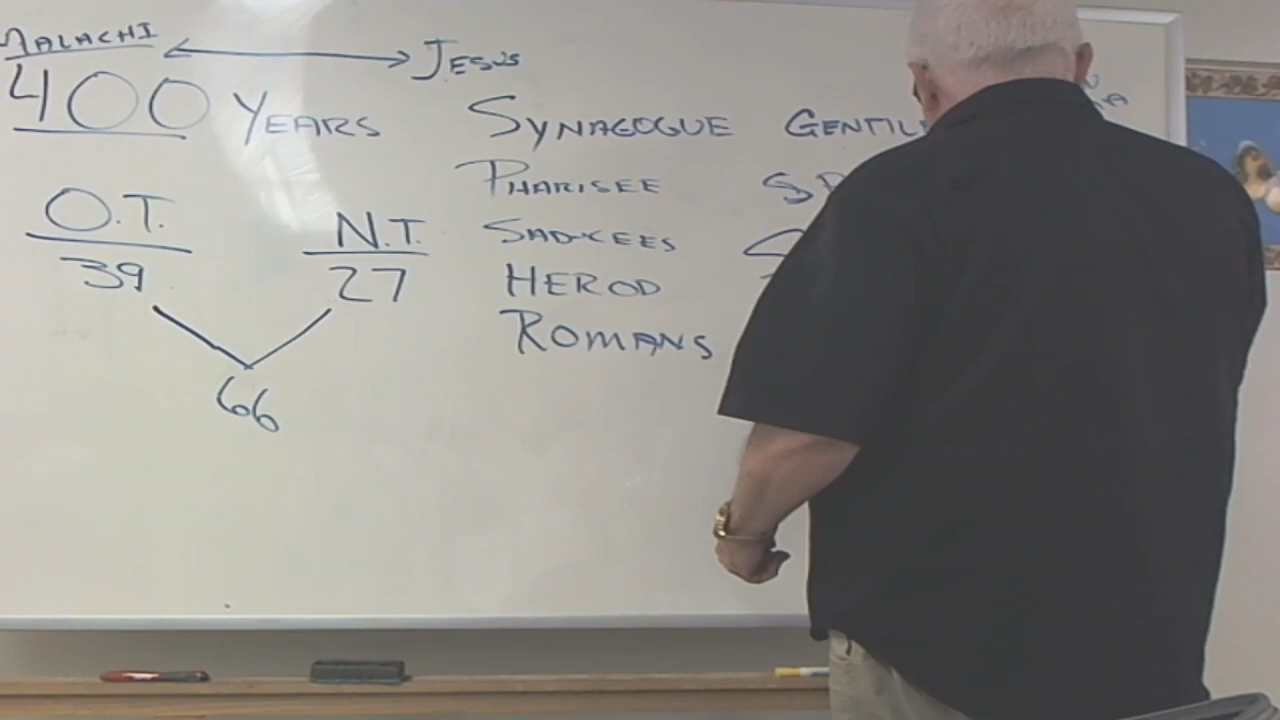 MALACHI
JESUS
400 YEARS
SYNAGOGUE
PHARISEE
SADUCEES
HEROD
ROMANS
O.T.
39
N.T.
27
66